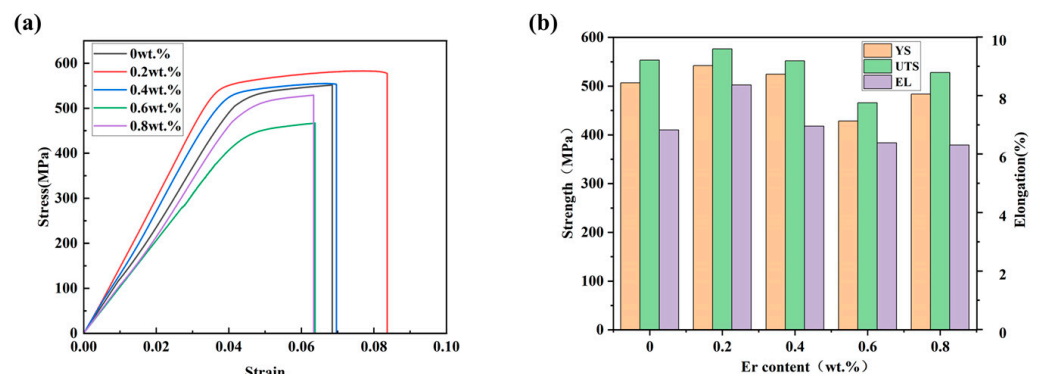 (a)
Stress(MPa)
600
500
400
300
200
100
0
0wt.%
0.2wt.%
0.4wt.%
0.6wt.%
0.8wt.%
0.00
0.02
0.04
0.06
0.08
0.10
Strain
(b)
Strength（MPa）
600
500
400
300
200
100
0
YS
UTS
EL
10
8
6
4
2
0
Elongation(%)
0
0.2
0.4
0.6
0.8
Er content（wt.%）